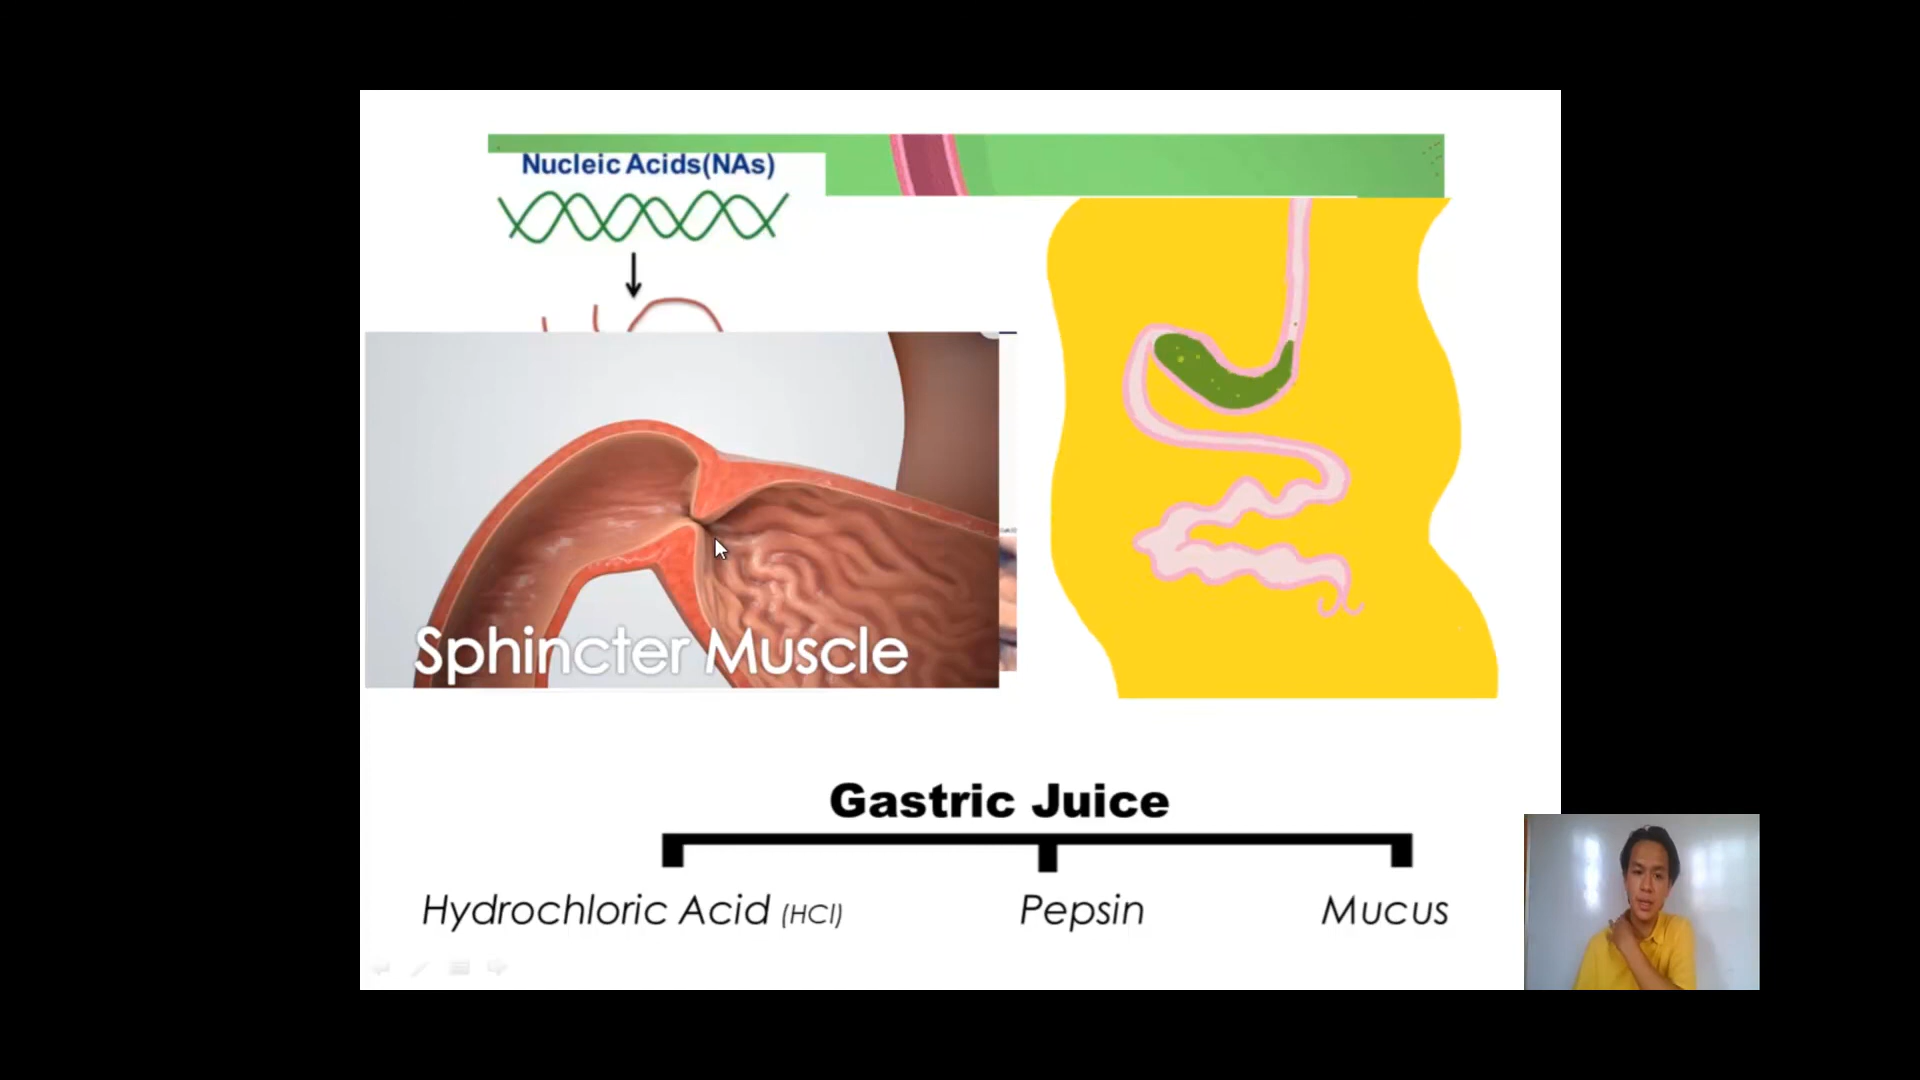 Nucleic Acids(NAs)
Sphincter Muscle
Gastric Juice
Hydrochloric Acid (HCl)
Pepsin
Mucus